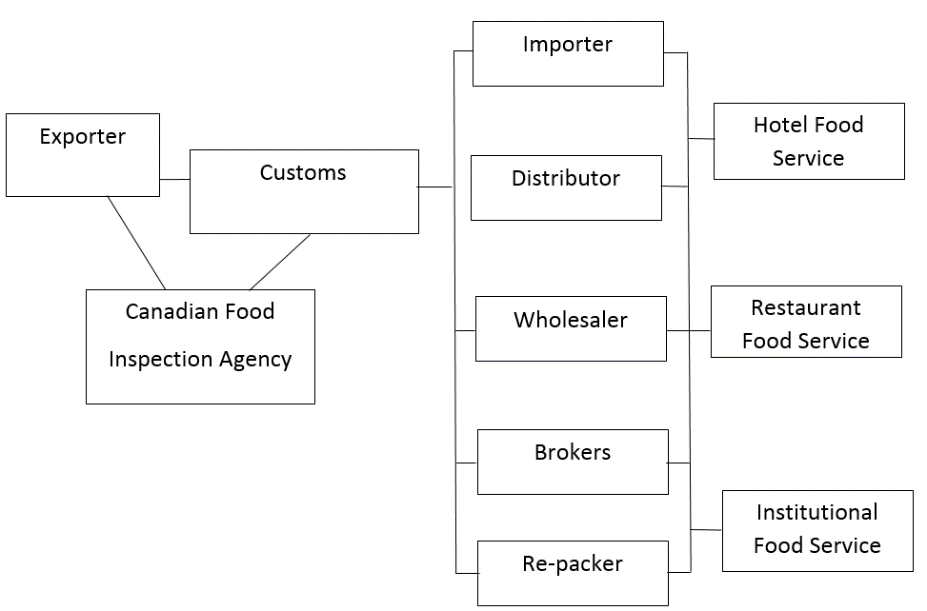 Exporter
Customs
Canadian Food
Inspection Agency
Importer
Distributor
Wholesaler
Brokers
Re-packer
Hotel Food
Service
Restaurant
Food Service
Institutional
Food Service